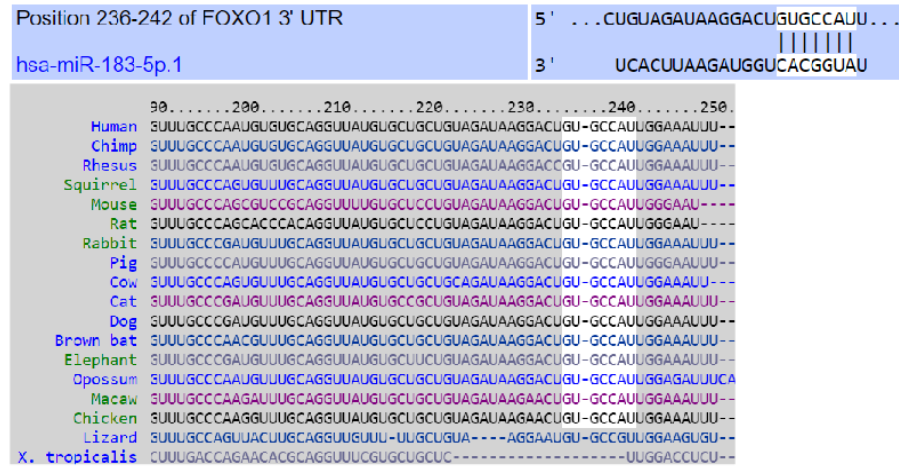 Position 236-242 of FOXO1 3' UTR
5' ...CUGUAGAUAAGGACUGUGCCAUU...
hsa-miR-183-5p.1
3' UCACUUAAGAUGGUCACGGUAU
90.......200.......210.......220.......230.......240.......250.
Human GUUUGCCCAAUGUGUGCAGGUUAUGUGCUGCUGUAGAUAAGGACUGU-GCCAUUGGAAAUUU--
Chimp GUUUGCCCAAUGUGUGCAGGUUAUGUGCUGCUGUAGAUAAGGACUGU-GCCAUUGGAAAUUU--
Rhesus GUUUGCCCAAUGUGUGCAGGUUAUGUGCUGCUGUAGAUAAGGACCGU-GCCAUUGGAAAUUU--
Squirrel GUUUGCCCAGUGUUUGCAGGUUAUGUGCUGCUGUAGAUAAGGACUGU-GCCAUUGGAAAUUU--
Mouse GUUUGCCCAGCGUCCGCAGGUUUUGUGCUCCUGUAGAUAAGGACUGU-GCCAUUGGGAAU----
Rat GUUUGCCCAGCACCCACAGGUUAUGUGCUCCUGUAGAUAAGGACUGU-GCCAUUGGGAAU----
Rabbit GUUUGCCCGAUGUUUGCAGGUUAUGUGCUGCUGUAGAUAAGGACUGU-GCCAUUGGAAAUUU--
Pig GUUUGCCCCAUGUUUGCAGGUUAUGUGCUGCUGUAGAUAAGGACUGU-GCCAUUGGGAAUUU--
Cow GUUUGCCCAGUGUUUGCAGGUUAUGUGCUGCUGCAGAUAAGGACUGU-GCCAUUGGAAAUU---
Cat GUUUGCCCGAUGUUUGCAGGUUAUGUGCCGCUGUAGAUAAGGACUGU-GCCAUUGGAAAUUU--
Dog GUUUGCCCGAUGUUUGCAGGUUAUGUGCUGCUGUAGAUAAGGACUGU-GCCAUUGGAAAUUU--
Brown bat GUUUGCCCAACGUUUGCAGGUUAUGUGCUGCUGUAGAUAAGGACUGU-GCCAUUGGAAAUUU--
Elephant GUUUGCCCGAUGUUUGCAGGUUAUGUGCUUCUGUAGAUAAGGACUGU-GCCAUUGGAAAUUU--
Opossum GUUUGCCCAAUGUUUGCAGGUUAUGUGCUGCUGUAGAUAAGGACUGU-GCCAUUGGAGAUUUCA
Macaw GUUUGCCCAAGAUUUGCAGGUUAUGUGCUGCUGUAGAUAAGAACUGU-GCCAUUGGAAAUUU--
Chicken GUUUGCCCAAGGUUUGCAGGUUAUGUGCUGCUGUAGAUAAGAACUGU-GCCAUUGGAAAUUU--
Lizard GUUUGCCAGUUACUUGCAGGUUGUUU-UUGCUGUA----AGGAAUGU-GCCGUUGGAAGUGU--
X. tropicalis CUUUGACCAGAACACGCAGGUUUCGUGCUGCUC-------------------UUGGACCUCU--